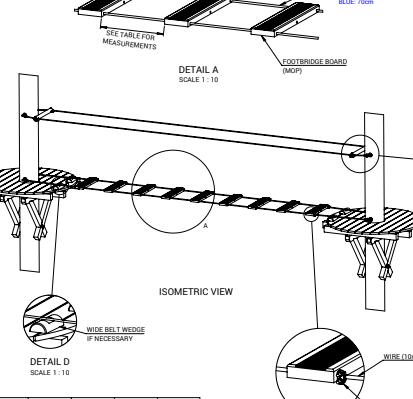 BLUE: 70cm
SEE TABLE FOR
MEASUREMENTS
FOOTBRIDGE BOARD
(MOP)
DETAIL A
SCALE 1 : 10
A
ISOMETRIC VIEW
WIDE BELT WEDGE
IF NECESSARY
DETAIL D
SCALE 1 : 10
WIRE (10